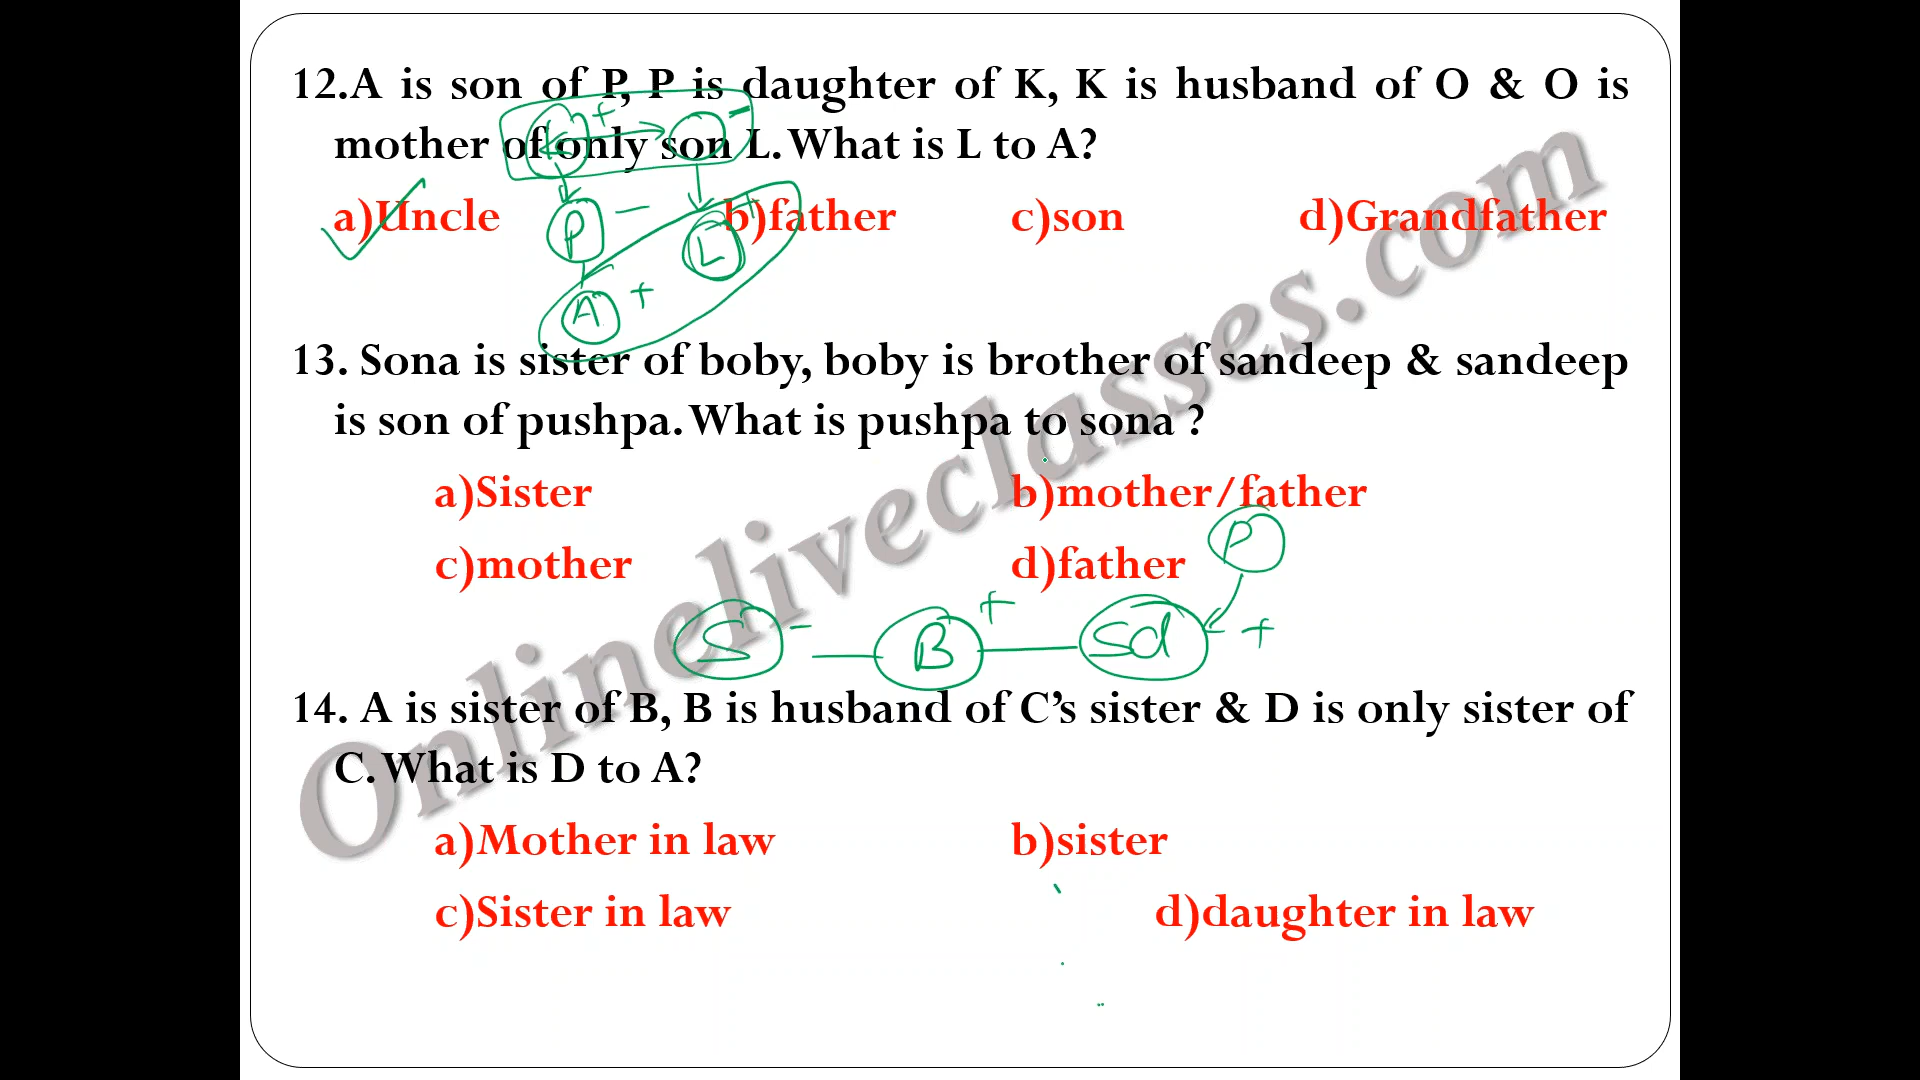 12.A is son of P, P is daughter of K, K is husband of O & O is
mother of only son L. What is L to A?
a)Uncle b)father c)son d)Grandfather
K + -
P - L +
A +
13. Sona is sister of boby, boby is brother of sandeep & sandeep
is son of pushpa. What is pushpa to sona ?
a)Sister b)mother/father
c)mother d)father
P
S - B + Sd +
14. A is sister of B, B is husband of C’s sister & D is only sister of
C. What is D to A?
a)Mother in law b)sister
c)Sister in law d)daughter in law
Onlineliveclasses.com